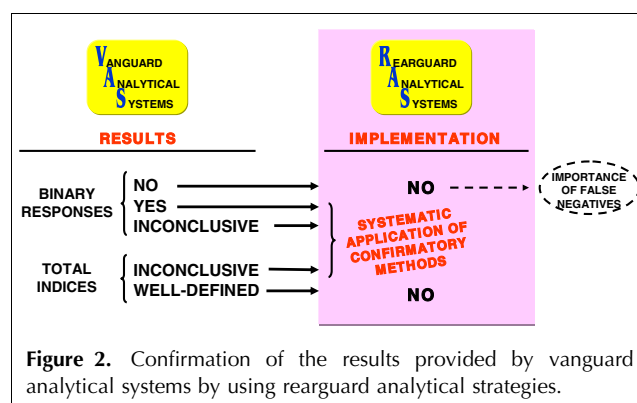 VANGUARD
ANALYTICAL
SYSTEMS
REARGUARD
ANALYTICAL
SYSTEMS
RESULTS
IMPLEMENTATION
BINARY
RESPONSES
NO
YES
INCONCLUSIVE
NO
IMPORTANCE
OF FALSE
NEGATIVES
SYSTEMATIC
APPLICATION OF
CONFIRMATORY
METHODS
TOTAL
INDICES
INCONCLUSIVE
WELL-DEFINED
NO
Figure 2. Confirmation of the results provided by vanguard
analytical systems by using rearguard analytical strategies.